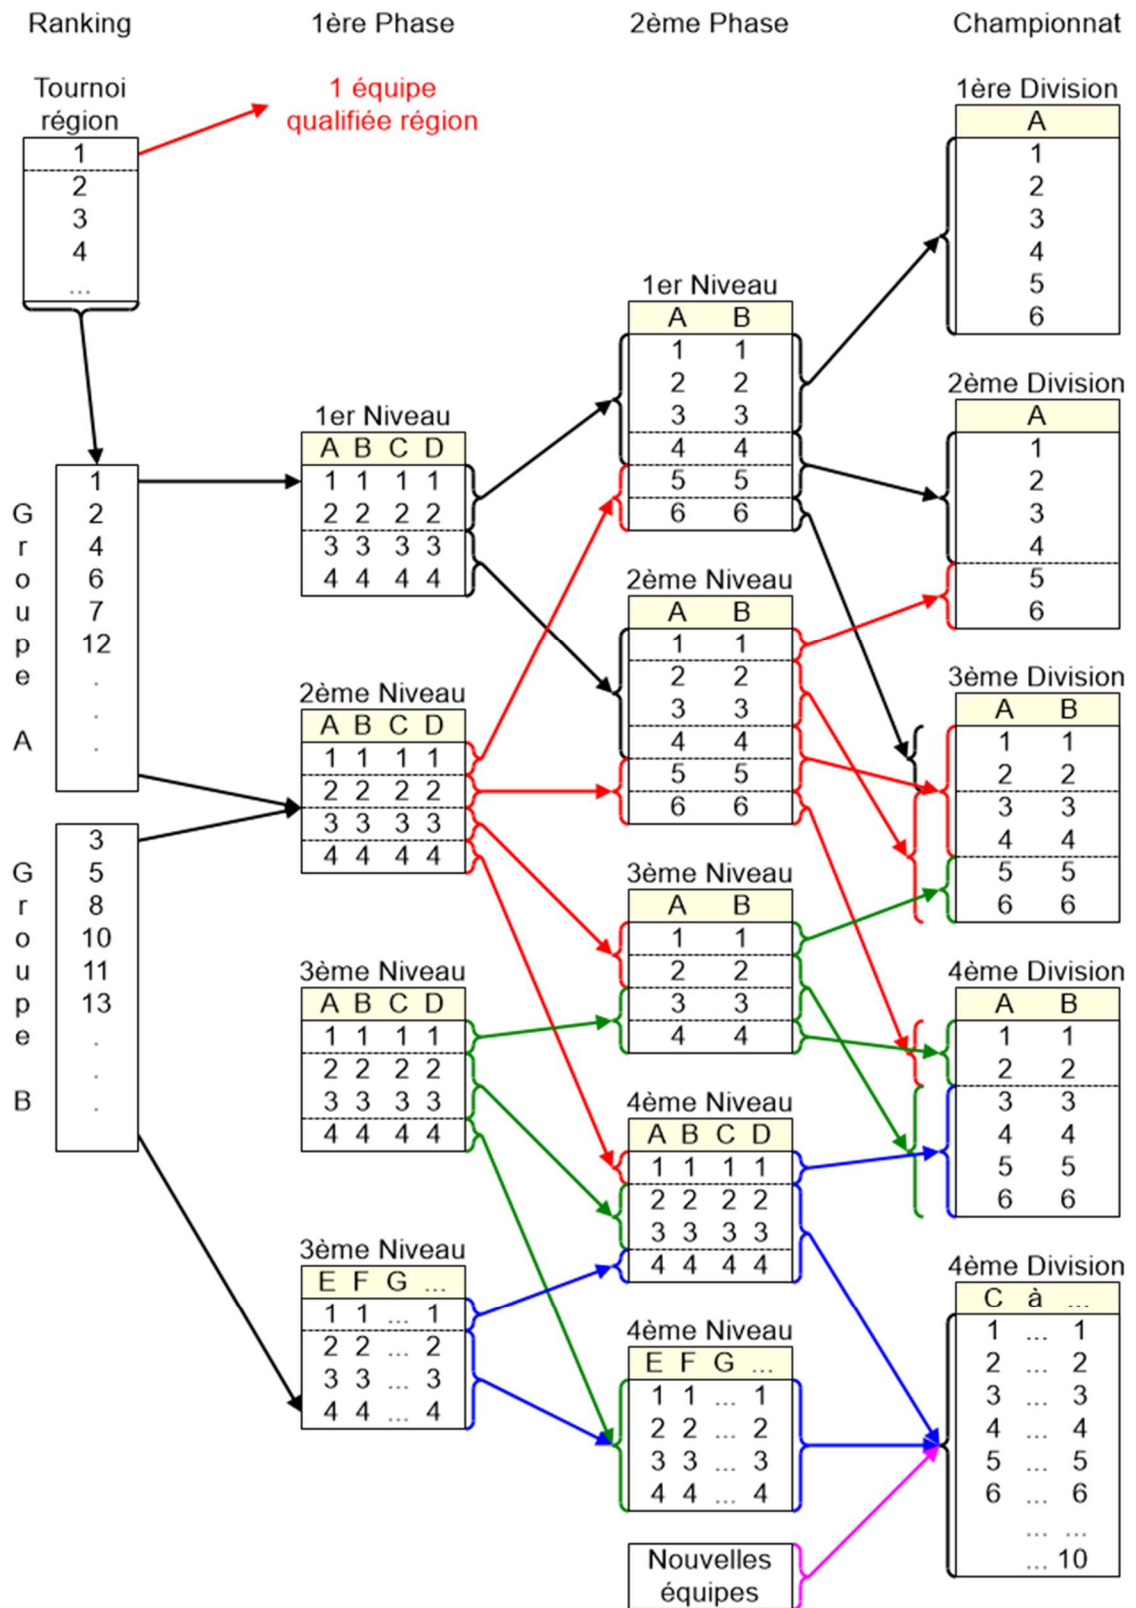 Ranking
1ère Phase
2ème Phase
Championnat
Tournoi
région
1
2
3
4
...
1 équipe
qualifiée région
Groupe A
1
2
4
6
7
12
.
.
.
Groupe B
3
5
8
10
11
13
.
.
.
1er Niveau
A B C D
1 1 1 1
2 2 2 2
3 3 3 3
4 4 4 4
2ème Niveau
A B C D
1 1 1 1
2 2 2 2
3 3 3 3
4 4 4 4
3ème Niveau
A B C D
1 1 1 1
2 2 2 2
3 3 3 3
4 4 4 4
3ème Niveau
E F G ...
1 1 ... 1
2 2 ... 2
3 3 ... 3
4 4 ... 4
1er Niveau
A B
1 1
2 2
3 3
4 4
5 5
6 6
2ème Niveau
A B
1 1
2 2
3 3
4 4
5 5
6 6
3ème Niveau
A B
1 1
2 2
3 3
4 4
4ème Niveau
A B C D
1 1 1 1
2 2 2 2
3 3 3 3
4 4 4 4
4ème Niveau
E F G ...
1 1 ... 1
2 2 ... 2
3 3 ... 3
4 4 ... 4
Nouvelles
équipes
1ère Division
A
1
2
3
4
5
6
2ème Division
A
1
2
3
4
5
6
3ème Division
A B
1 1
2 2
3 3
4 4
5 5
6 6
4ème Division
A B
1 1
2 2
3 3
4 4
5 5
6 6
4ème Division
C à ...
1 ... 1
2 ... 2
3 ... 3
4 ... 4
5 ... 5
6 ... 6
... ...
... 10